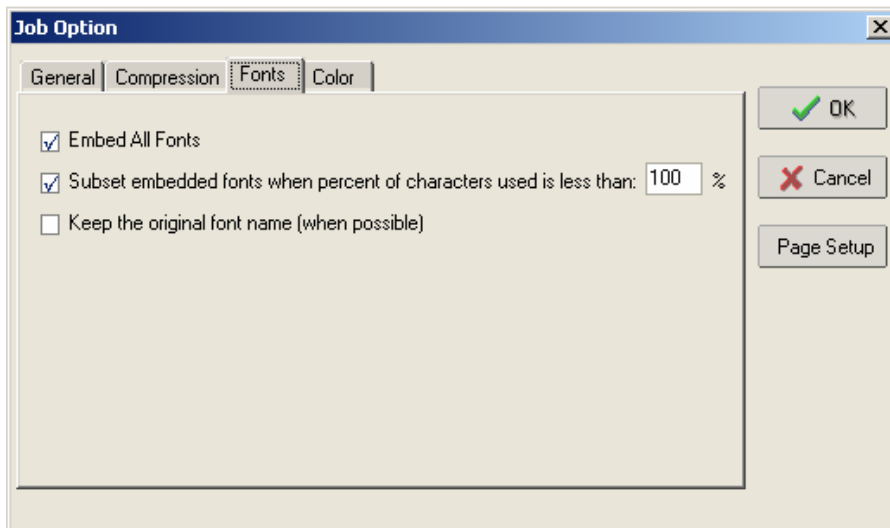 Job Option
General Compression Fonts Color
Embed All Fonts
Subset embedded fonts when percent of characters used is less than: 100 %
Keep the original font name (when possible)
OK
Cancel
Page Setup